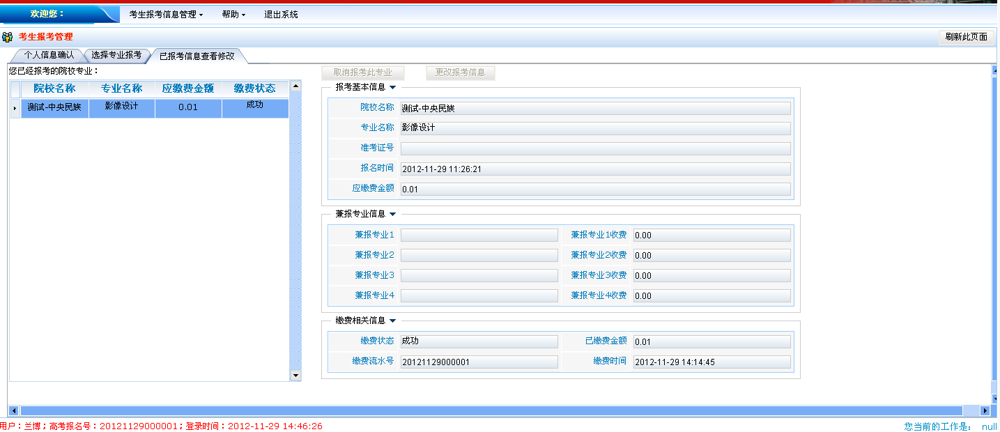 欢迎您： 考生报考信息管理 帮助 退出系统
考生报考管理 刷新此页面
个人信息确认 选择专业报考 已报考信息查看修改
您已经报考的院校专业： 取消报考此专业 更改报考信息
院校名称 专业名称 应缴费金额 缴费状态
测试-中央民族 影像设计 0.01 成功
报考基本信息
院校名称 测试-中央民族
专业名称 影像设计
准考证号
报名时间 2012-11-29 11:26:21
应缴费金额 0.01
兼报专业信息
兼报专业1 兼报专业1收费 0.00
兼报专业2 兼报专业2收费 0.00
兼报专业3 兼报专业3收费 0.00
兼报专业4 兼报专业4收费 0.00
缴费相关信息
缴费状态 成功 已缴费金额 0.01
缴费流水号 20121129000001 缴费时间 2012-11-29 14:14:45
用户：兰博；高考报名号：20121129000001；登录时间：2012-11-29 14:46:26 您当前的工作是： null